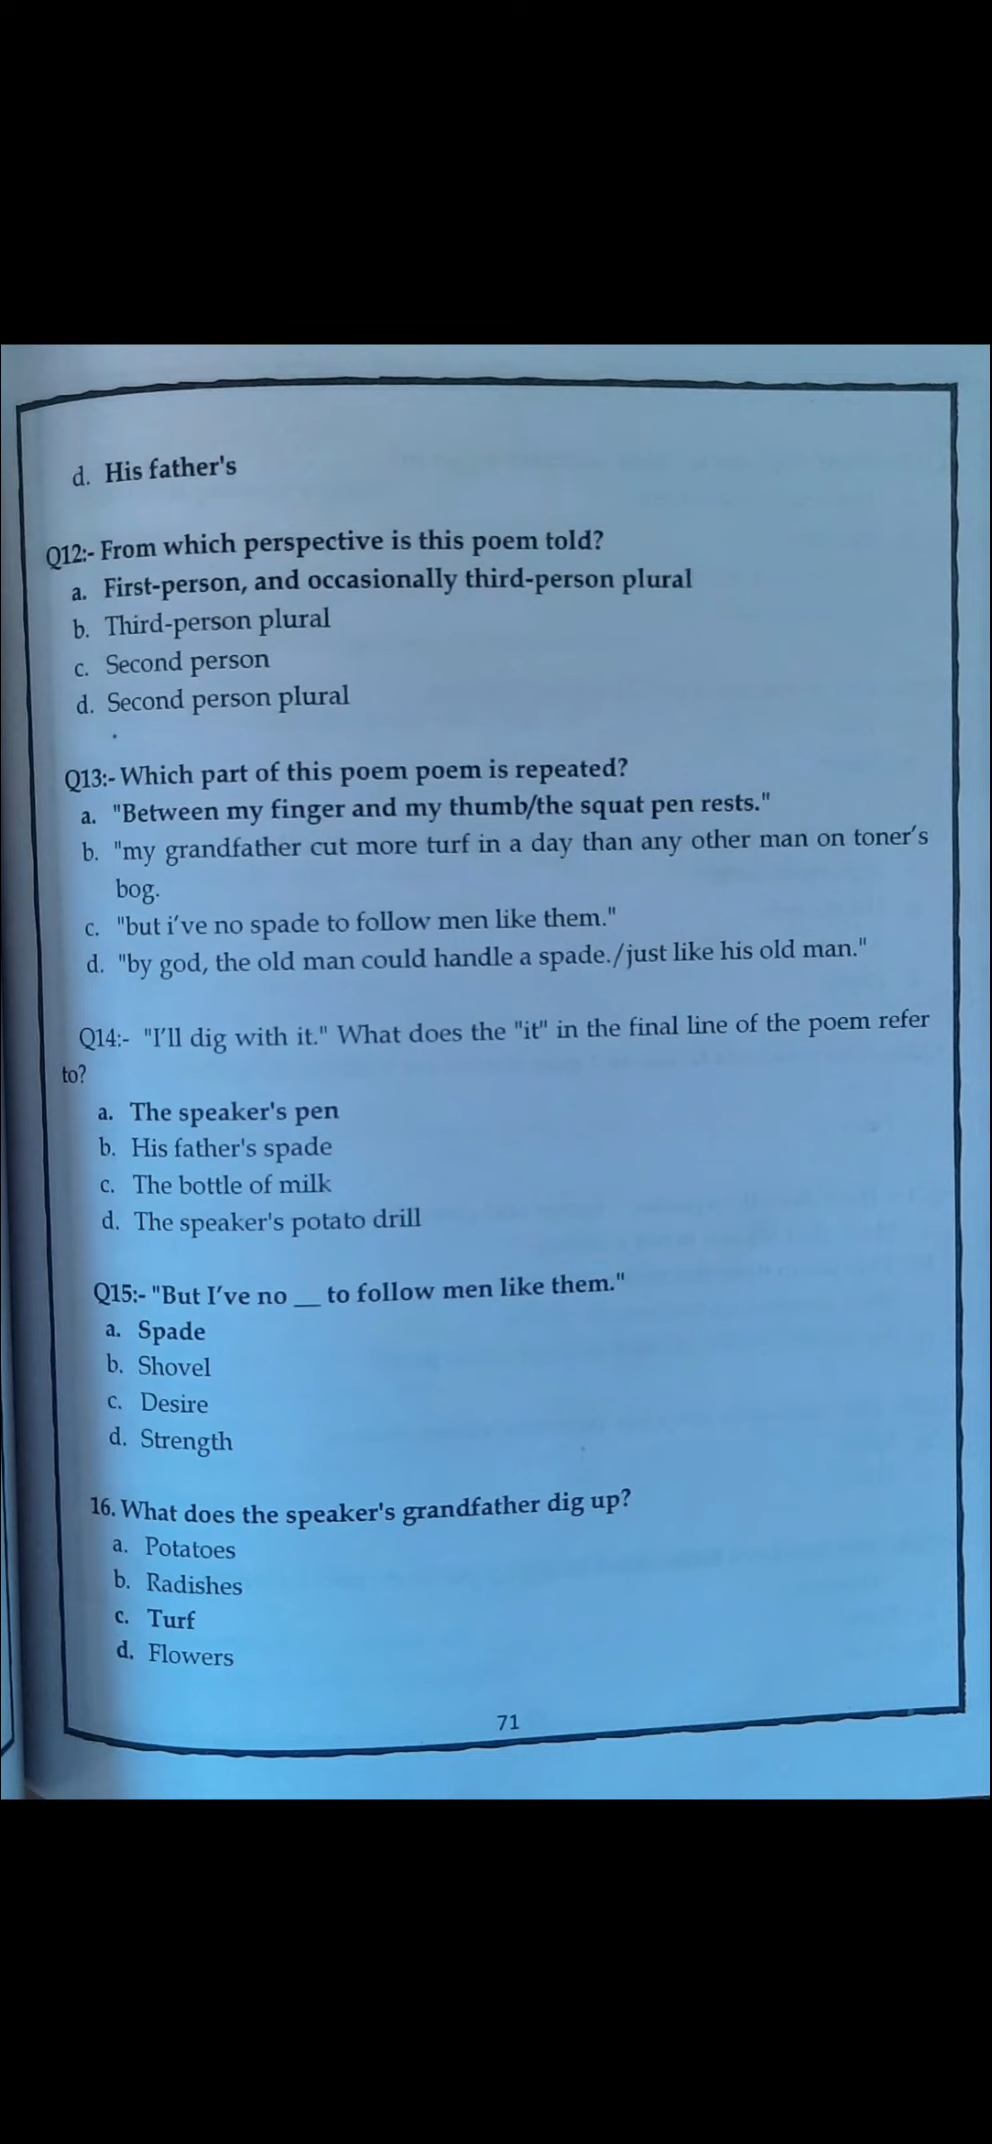 d. His father's
Q12:- From which perspective is this poem told?
a. First-person, and occasionally third-person plural
b. Third-person plural
c. Second person
d. Second person plural
Q13:- Which part of this poem poem is repeated?
a. "Between my finger and my thumb/the squat pen rests."
b. "my grandfather cut more turf in a day than any other man on toner's
bog.
c. "but i've no spade to follow men like them."
d. "by god, the old man could handle a spade./just like his old man."
Q14:- "I'll dig with it." What does the "it" in the final line of the poem refer
to?
a. The speaker's pen
b. His father's spade
c. The bottle of milk
d. The speaker's potato drill
Q15:- "But I've no __ to follow men like them."
a. Spade
b. Shovel
c. Desire
d. Strength
16. What does the speaker's grandfather dig up?
a. Potatoes
b. Radishes
c. Turf
d. Flowers
71